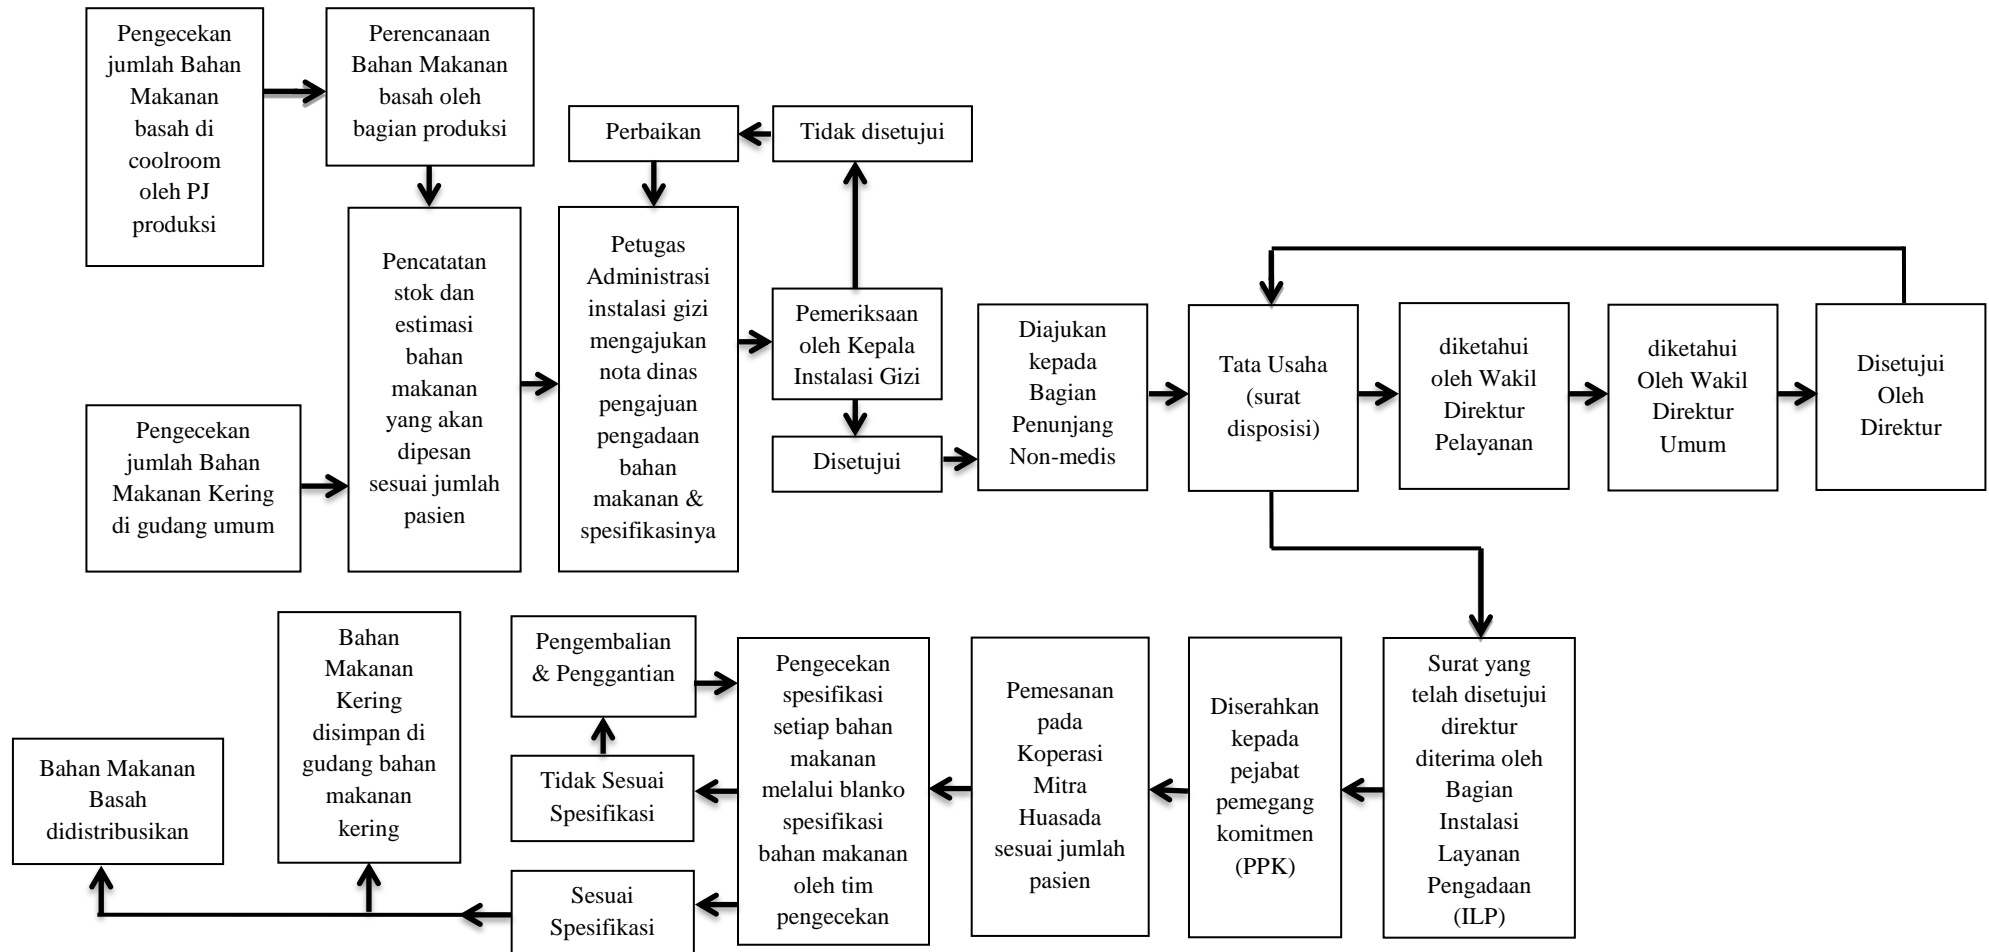 Pengecekan
jumlah Bahan
Makanan
basah di
coolroom
oleh PJ
produksi
Perencanaan
Bahan Makanan
basah oleh
bagian produksi
Pengecekan
jumlah Bahan
Makanan Kering
di gudang umum
Pencatatan
stok dan
estimasi
bahan
makanan
yang akan
dipesan
sesuai jumlah
pasien
Perbaikan
Tidak disetujui
Petugas
Administrasi
instalasi gizi
mengajukan
nota dinas
pengajuan
pengadaan
bahan
makanan &
spesifikasinya
Pemeriksaan
oleh Kepala
Instalasi Gizi
Disetujui
Diajukan
kepada
Bagian
Penunjang
Non-medis
Tata Usaha
(surat
disposisi)
diketahui
oleh Wakil
Direktur
Pelayanan
diketahui
Oleh Wakil
Direktur
Umum
Disetujui
Oleh
Direktur
Surat yang
telah disetujui
direktur
diterima oleh
Bagian
Instalasi
Layanan
Pengadaan
(ILP)
Diserahkan
kepada
pejabat
pemegang
komitmen
(PPK)
Pemesanan
pada
Koperasi
Mitra
Huasada
sesuai jumlah
pasien
Pengecekan
spesifikasi
setiap bahan
makanan
melalui blanko
spesifikasi
bahan makanan
oleh tim
pengecekan
Pengembalian
& Penggantian
Tidak Sesuai
Spesifikasi
Sesuai
Spesifikasi
Bahan
Makanan
Kering
disimpan di
gudang bahan
makanan
kering
Bahan Makanan
Basah
didistribusikan